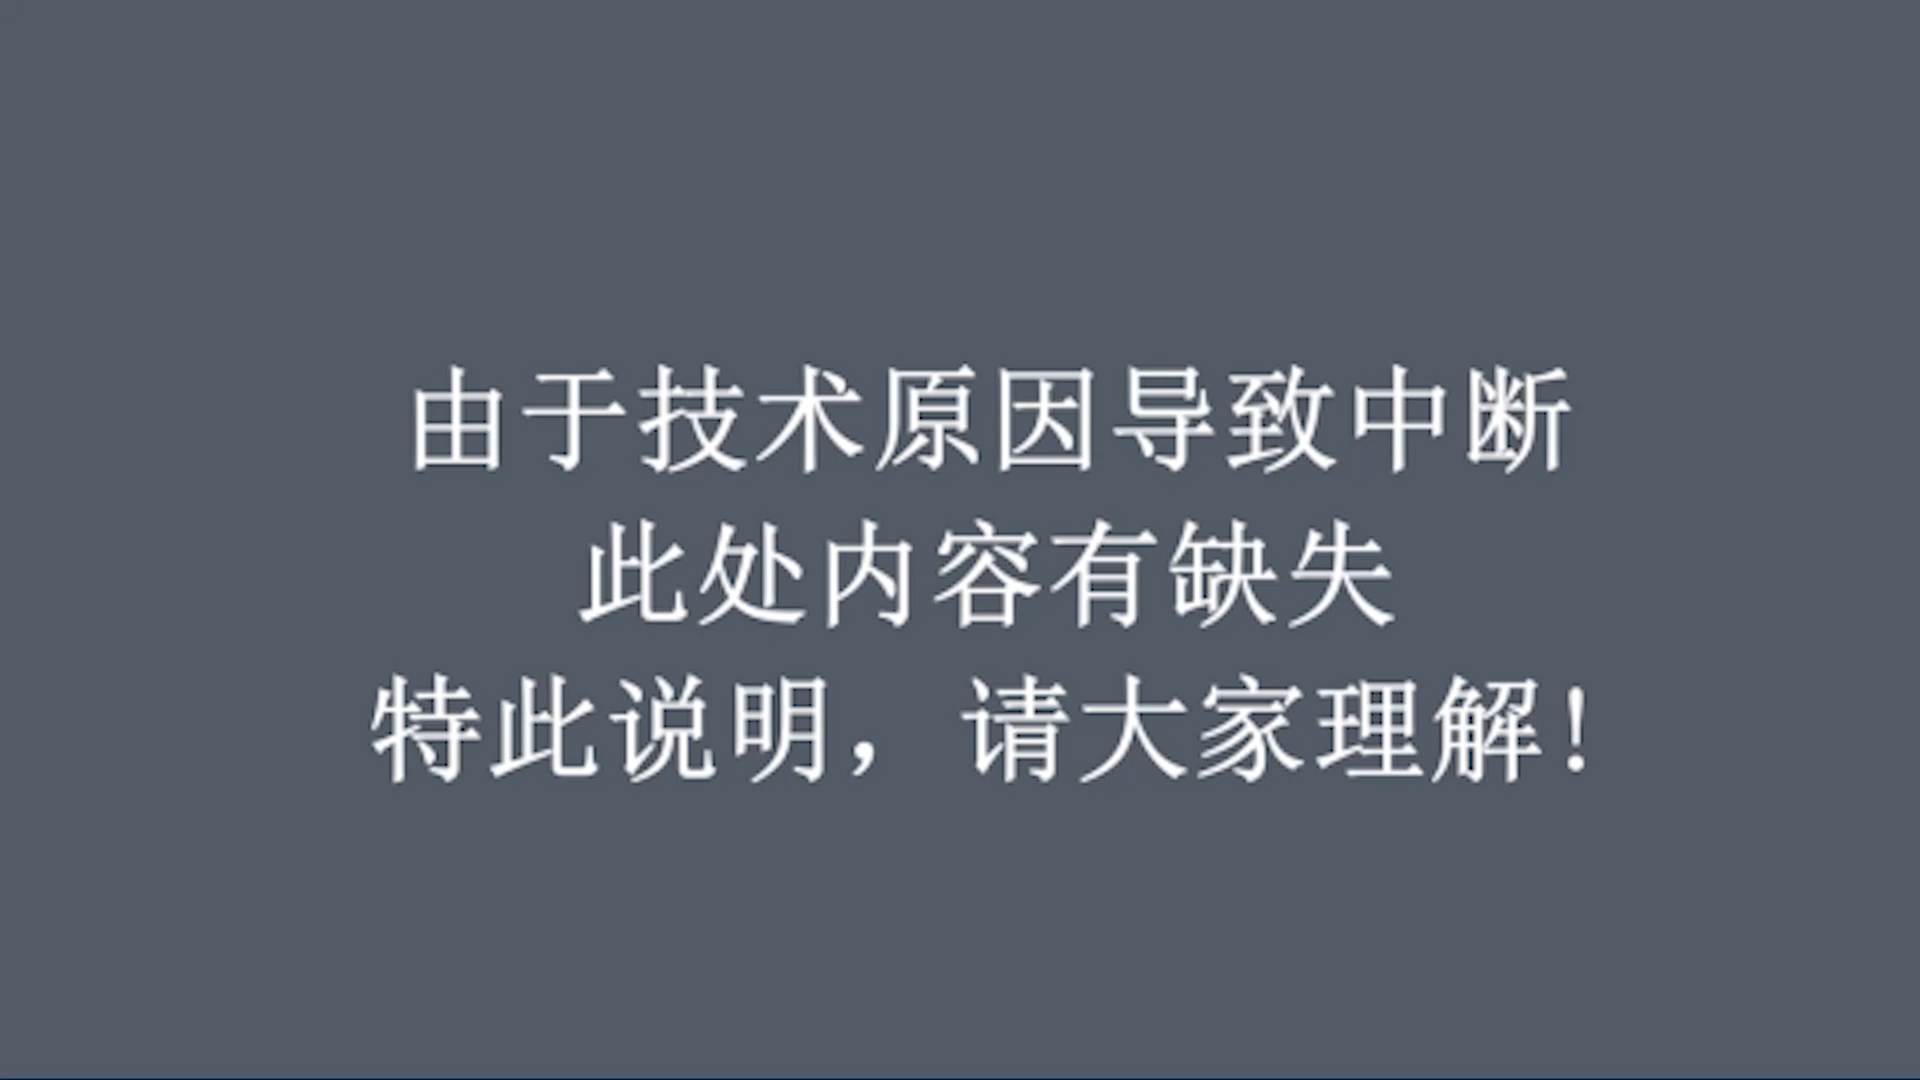 由于技术原因导致中断
此处内容有缺失
特此说明，请大家理解！